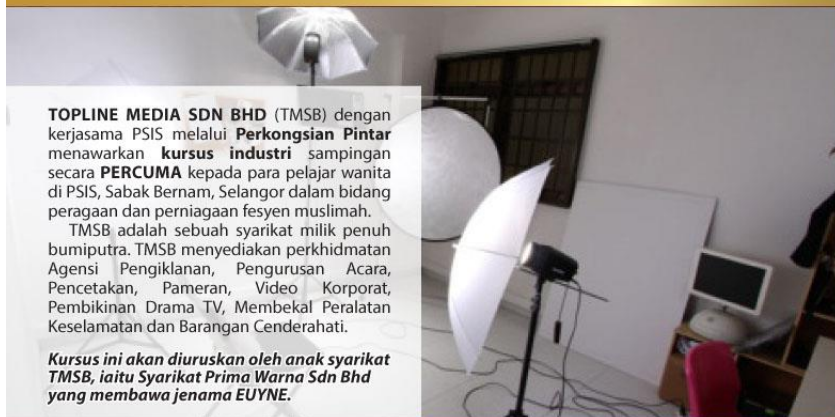 TOPLINE MEDIA SDN BHD (TMSB) dengan
kerjasama PSIS melalui Perkongsian Pintar
menawarkan kursus industri sampingan
secara PERCUMA kepada para pelajar wanita
di PSIS, Sabak Bernam, Selangor dalam bidang
peragaan dan perniagaan fesyen muslimah.
TMSB adalah sebuah syarikat milik penuh
bumiputra. TMSB menyediakan perkhidmatan
Agensi Pengiklanan, Pengurusan Acara,
Pencetakan, Pameran, Video Korporat,
Pembikinan Drama TV, Membekal Peralatan
Keselamatan dan Barangan Cenderahati.
Kursus ini akan diuruskan oleh anak syarikat
TMSB, iaitu Syarikat Prima Warna Sdn Bhd
yang membawa jenama EUYNE.